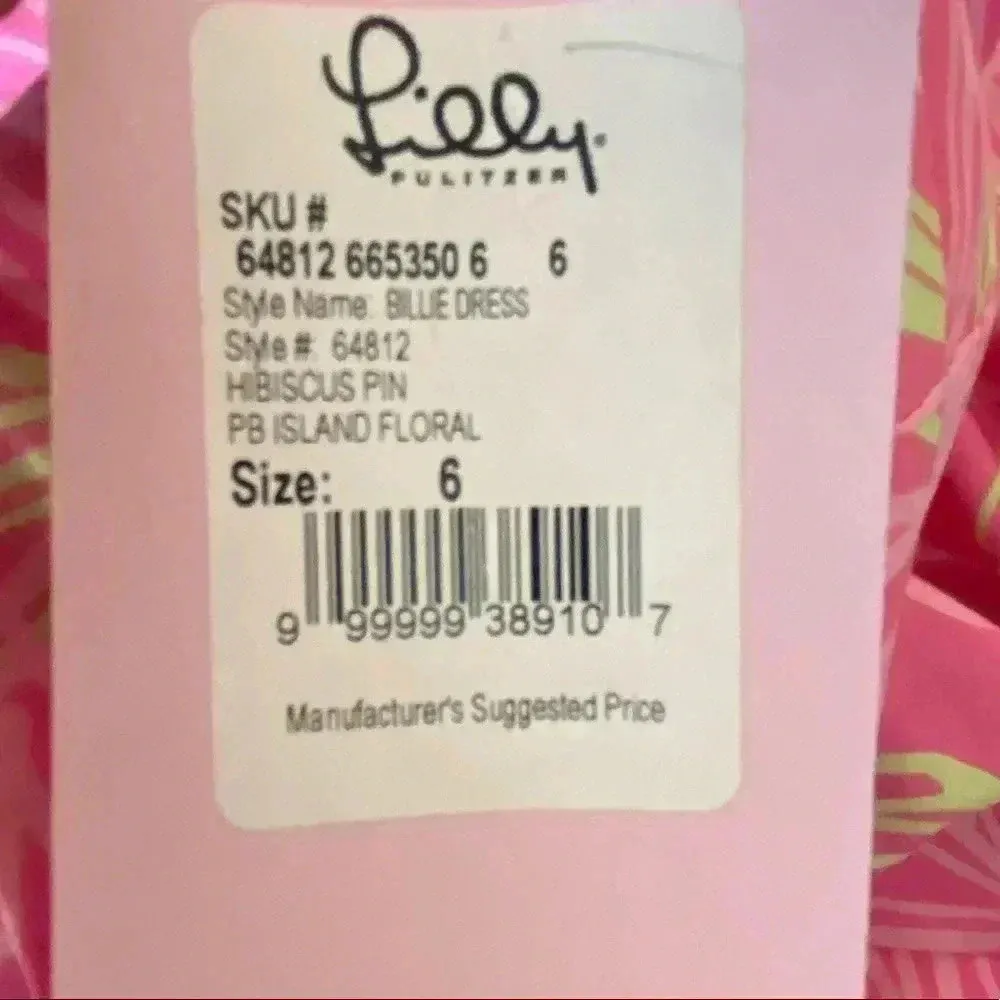 Lilly
PULITZER
SKU #
64812 665350 6 6
Style Name: BILLIE DRESS
Style #: 64812
HIBISCUS PIN
PB ISLAND FLORAL
Size: 6
9 99999 38910 7
Manufacturer's Suggested Price